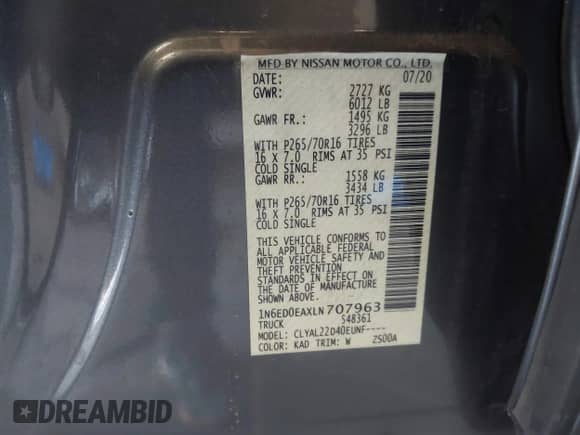 MFD BY NISSAN MOTOR CO., LTD.
DATE: 07/20
GVWR: 2727 KG
6012 LB
GAWR FR.: 1495 KG
3296 LB
WITH P265/70R16 TIRES
16 X 7.0 RIMS AT 35 PSI
COLD SINGLE
GAWR RR.: 1558 KG
3434 LB
WITH P265/70R16 TIRES
16 X 7.0 RIMS AT 35 PSI
COLD SINGLE
THIS VEHICLE CONFORMS TO
ALL APPLICABLE FEDERAL
MOTOR VEHICLE SAFETY AND
THEFT PREVENTION
STANDARDS IN EFFECT ON
THE DATE OF MANUFACTURE
SHOWN ABOVE.
1N6ED0EAXLN707963
TRUCK S48361
MODEL: CLYAL22D40EUNF----
COLOR: KAD TRIM: W 2500A
DREAMBID
DREAMBID